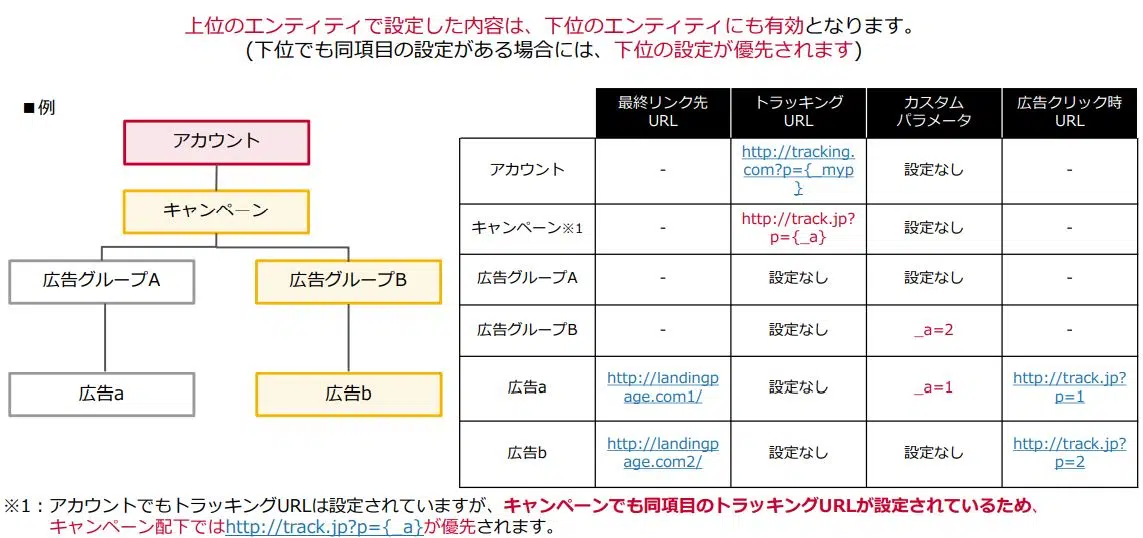 上位のエンティティで設定した内容は、下位のエンティティにも有効となります。
(下位でも同項目の設定がある場合には、下位の設定が優先されます)
■例
アカウント
キャンペーン
広告グループA
広告グループB
広告a
広告b
最終リンク先
URL
トラッキング
URL
カスタム
パラメータ
広告クリック時
URL
アカウント
-
http://tracking.
com?p={_myp
}
設定なし
-
キャンペーン※1
-
http://track.jp?
p={_a}
設定なし
-
広告グループA
-
設定なし
設定なし
-
広告グループB
-
設定なし
_a=2
-
広告a
http://landingp
age.com1/
設定なし
_a=1
http://track.jp?
p=1
広告b
http://landingp
age.com2/
設定なし
設定なし
http://track.jp?
p=2
※1：アカウントでもトラッキングURLは設定されていますが、キャンペーンでも同項目のトラッキングURLが設定されているため、
キャンペーン配下ではhttp://track.jp?p={_a}が優先されます。